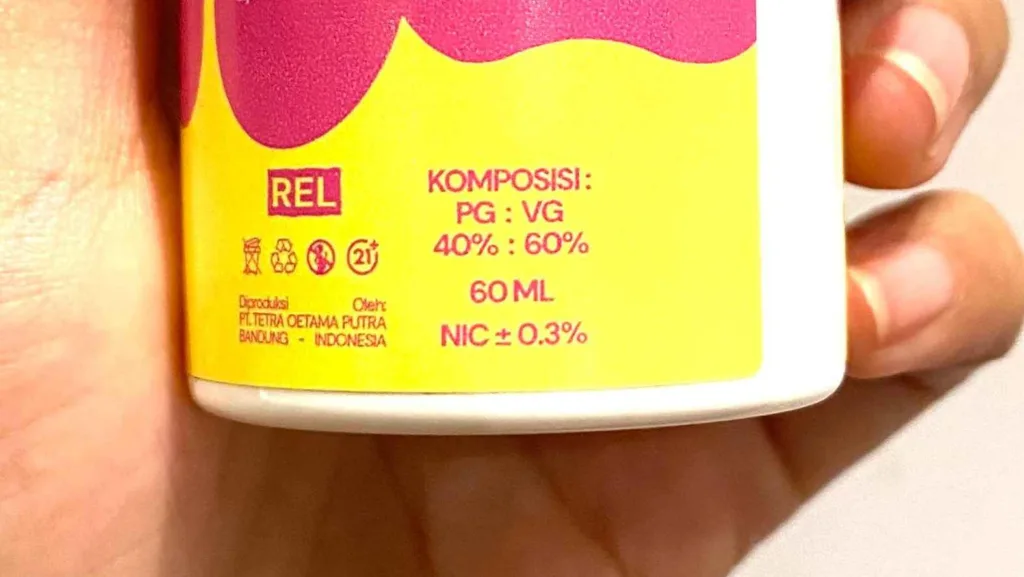 REL
21+
Diproduksi Oleh:
PT. TETRA OETAMA PUTRA
BANDUNG - INDONESIA
KOMPOSISI :
PG : VG
40% : 60%
60 ML
NIC ± 0.3%